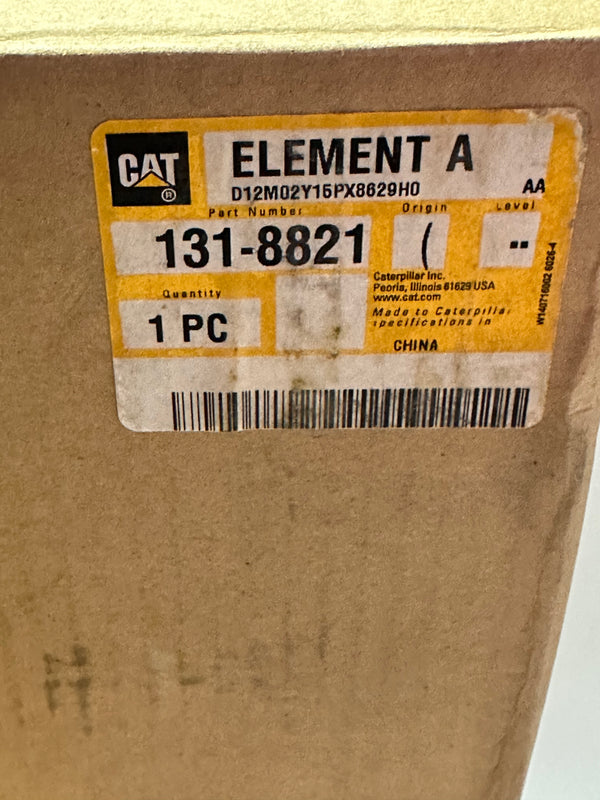 CAT®
ELEMENT A
D12M02Y15PX8629H0 AA
Part Number Origin Level
131-8821 ( --
Caterpillar Inc.
Peoria, Illinois 61629 USA
www.cat.com
Quantity
1 PC
Made to Caterpillar
specifications in
CHINA